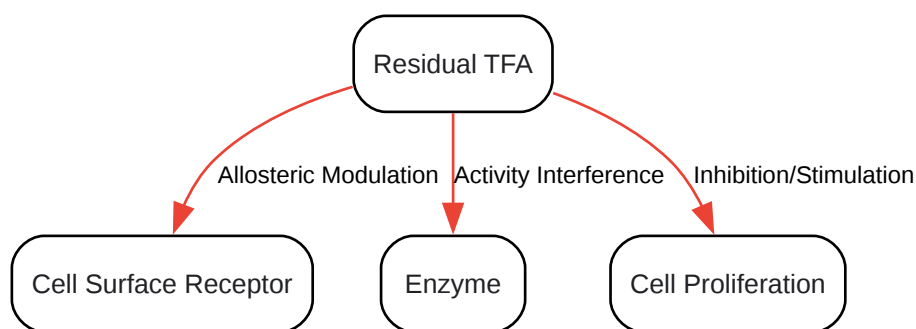 Residual TFA
Allosteric Modulation
Activity Interference
Inhibition/Stimulation
Cell Surface Receptor
Enzyme
Cell Proliferation